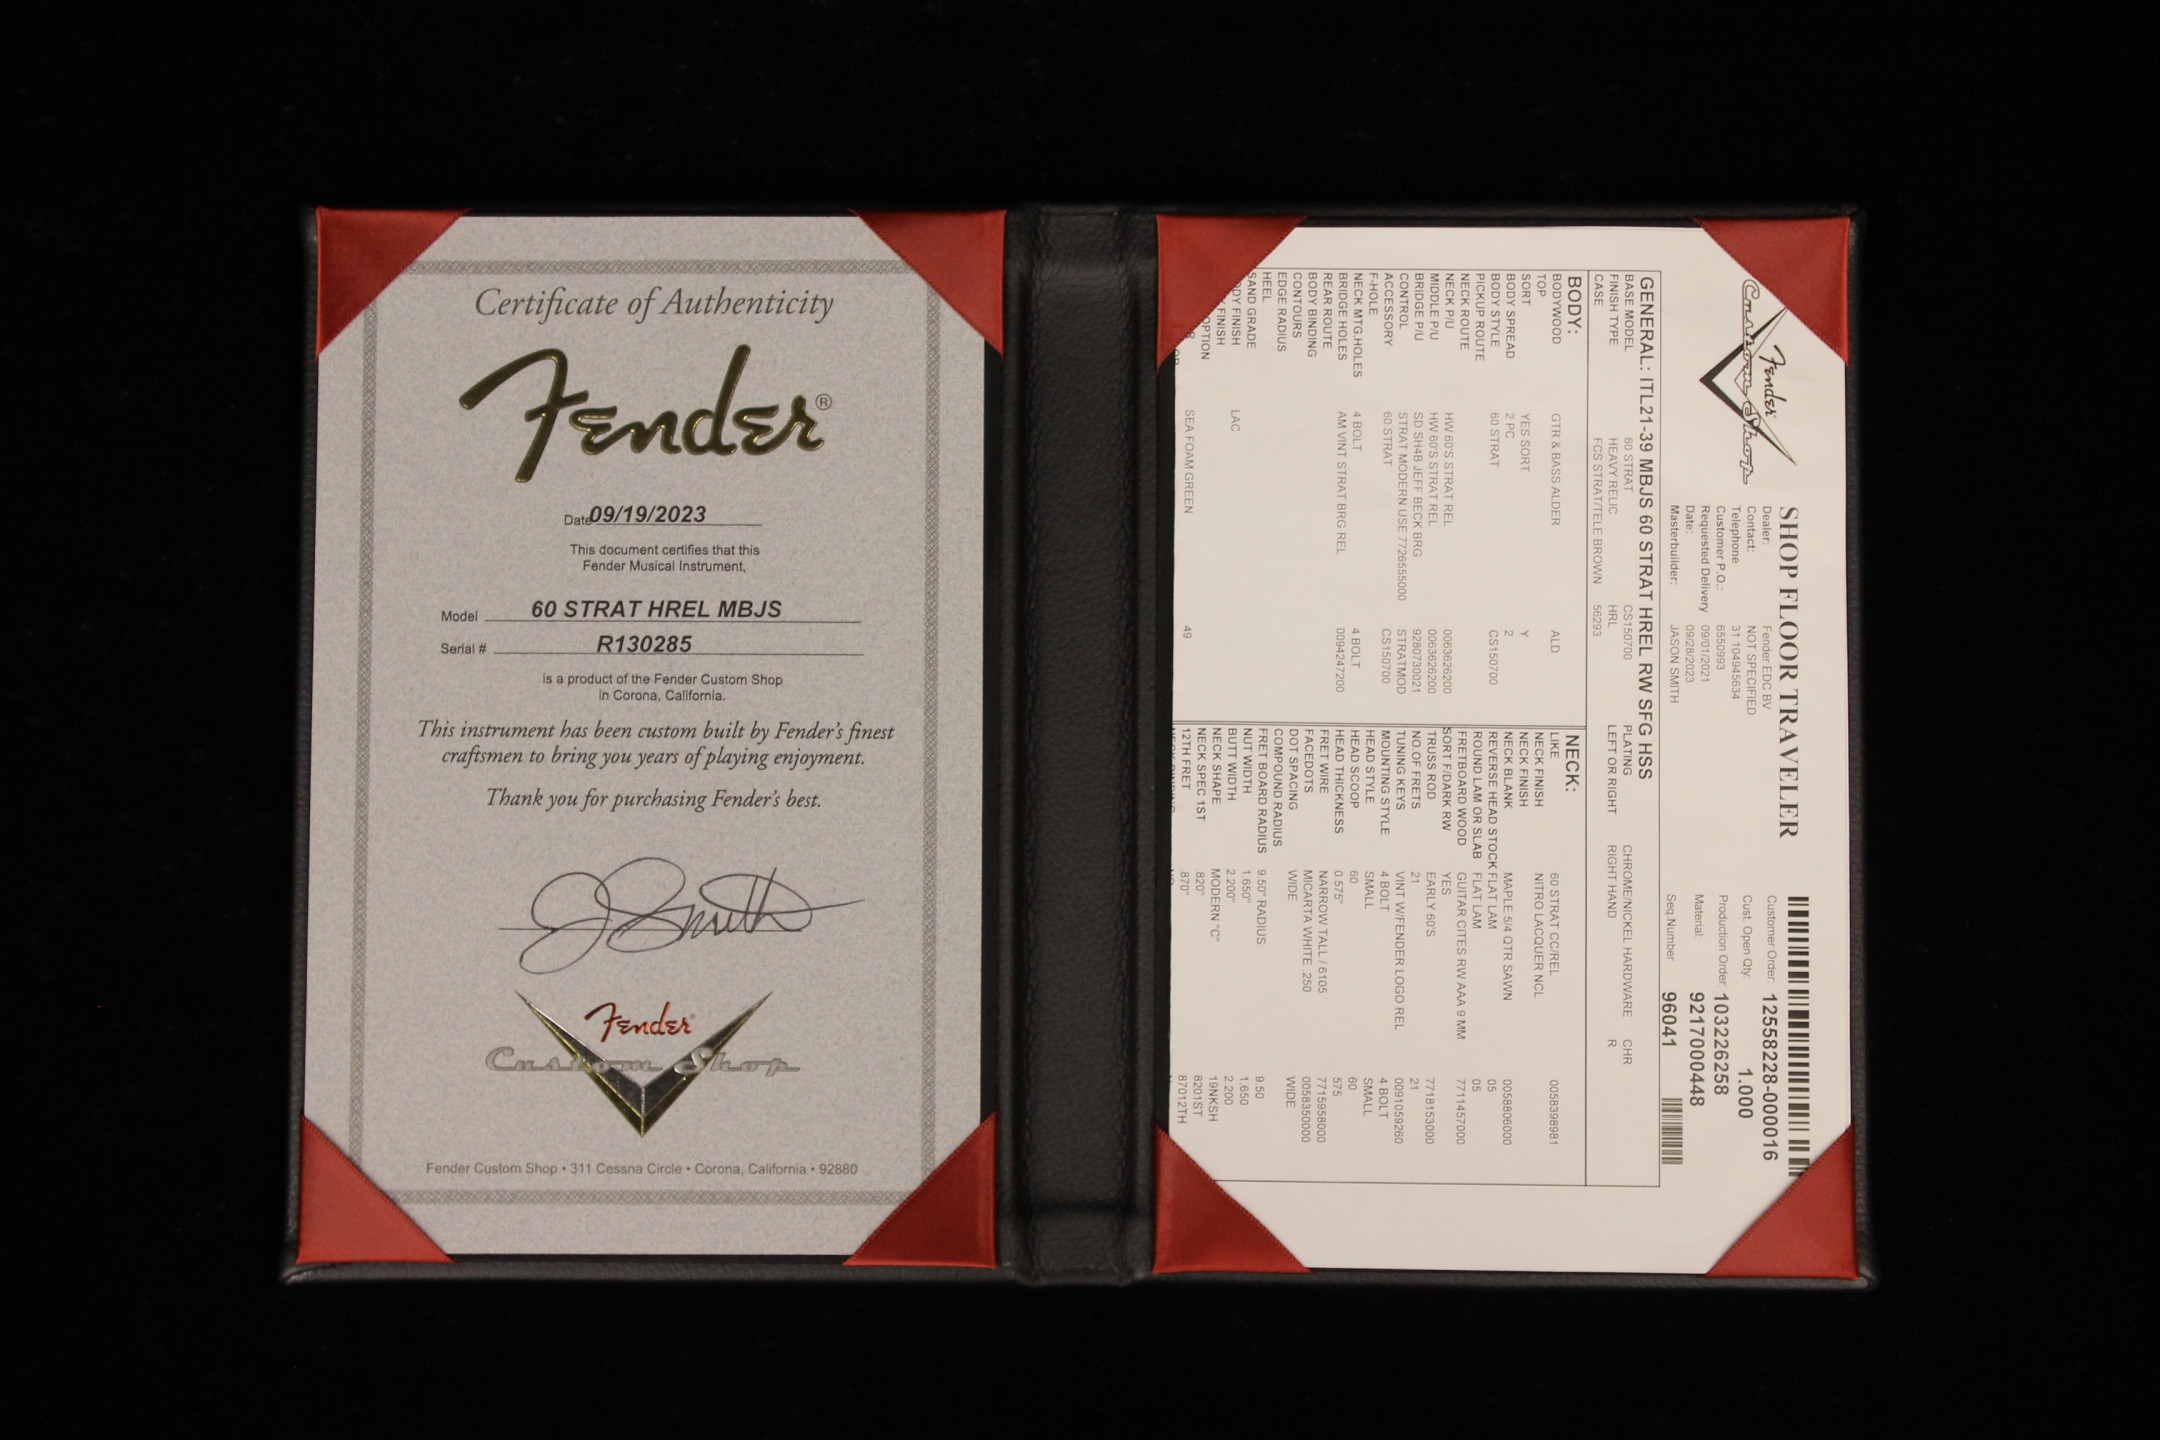 Certificate of Authenticity
Fender®
Date 09/19/2023
This document certifies that this
Fender Musical Instrument,
Model 60 STRAT HREL MBJS
Serial # R130285
is a product of the Fender Custom Shop
in Corona, California.
This instrument has been custom built by Fender's finest
craftsmen to bring you years of playing enjoyment.
Thank you for purchasing Fender's best.
J Smith
Fender
Custom Shop
Fender Custom Shop • 311 Cessna Circle • Corona, California • 92880
Fender
Custom Shop
SHOP FLOOR TRAVELER
Dealer: Fender EDC BV
Contact: NOT SPECIFIED
Telephone 31 104945634
Customer P.O.: 6550993
Requested Delivery 09/01/2021
Date: 09/28/2023
Masterbuilder: JASON SMITH
Customer Order: 12558228-000016
Cust. Open Qty 1.000
Production Order: 103226258
Material: 9217000448
Seq Number 96041
GENERAL: ITL21-39 MBJS 60 STRAT HREL RW SFG HSS
BASE MODEL 60 STRAT CS150700 PLATING CHROME/NICKEL HARDWARE CHR
FINISH TYPE HEAVY RELIC HRL LEFT OR RIGHT RIGHT HAND R
CASE FCS STRAT/TELE BROWN 56293
BODY:
BODYWOOD GTR & BASS ALDER ALD
TOP
SORT YES SORT Y
BODY SPREAD 2 PC 2
BODY STYLE 60 STRAT CS150700
PICKUP ROUTE
NECK ROUTE
NECK P/U HW 60'S STRAT REL 0063626200
MIDDLE P/U HW 60'S STRAT REL 0063626200
BRIDGE P/U SD SH4B JEFF BECK BRG 9280730021
CONTROL STRAT MODERN USE 7726555000 STRATMOD
ACCESSORY 60 STRAT CS150700
F-HOLE
NECK MTG.HOLES 4 BOLT 4 BOLT
BRIDGE HOLES AM VINT STRAT BRG REL 0094247200
REAR ROUTE
BODY BINDING
CONTOURS
EDGE RADIUS
HEEL
SAND GRADE
DY FINISH LAC
FINISH
OPTION
SEA FOAM GREEN 49
NECK:
LIKE 60 STRAT CC/REL 0058398981
NECK FINISH NITRO LACQUER NCL
NECK FINISH
NECK BLANK MAPLE 5/4 QTR SAWN 0058806000
REVERSE HEAD STOCK FLAT LAM 05
ROUND LAM OR SLAB FLAT LAM 05
FRETBOARD WOOD GUITAR CITES RW AAA 9 MM 7711457000
SORT F/DARK RW YES
TRUSS ROD EARLY 60'S 7718153000
NO.OF FRETS 21 21
TUNING KEYS VINT W/FENDER LOGO REL 0091059260
MOUNTING STYLE 4 BOLT 4 BOLT
HEAD STYLE SMALL SMALL
HEAD SCOOP 60 60
HEAD THICKNESS 0.575" 575
FRET WIRE NARROW TALL / 6105 7715958000
FACEDOTS MICARTA WHITE .250 0058350000
DOT SPACING WIDE WIDE
COMPOUND RADIUS
FRET BOARD RADIUS 9.50" RADIUS 9.50
NUT WIDTH 1.650" 1.650
BUTT WIDTH 2.200" 2.200
NECK SHAPE MODERN "C" 19NKSH
NECK SPEC 1ST .820" 8201ST
12TH FRET .870" 87012TH